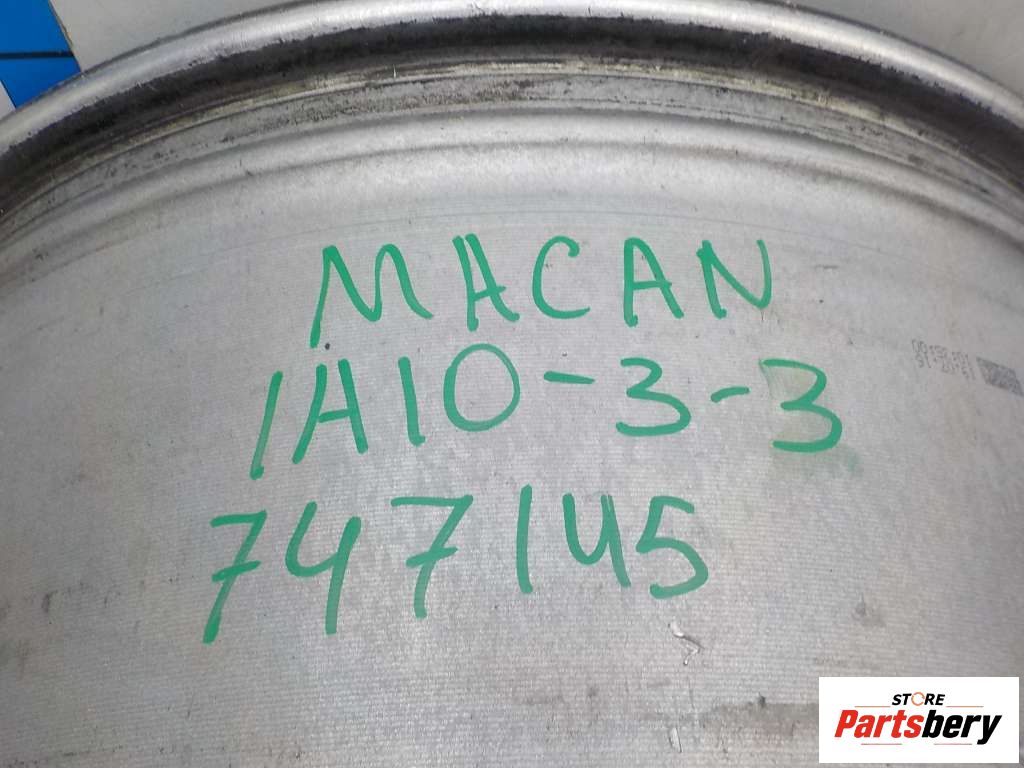 MACAN
1A10-3-3
747145
STORE
Partsbery